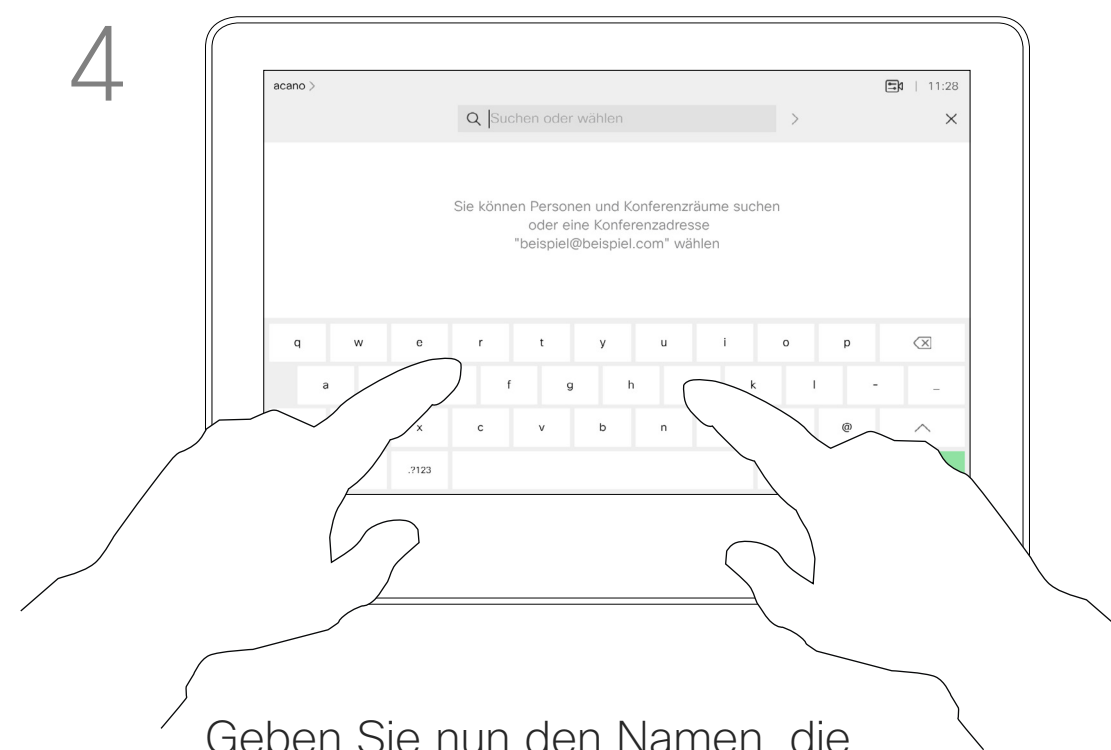 4
acano >
11:28
Suchen oder wählen >
Sie können Personen und Konferenzräume suchen
oder eine Konferenzadresse
"beispiel@beispiel.com" wählen
q w e r t y u i o p
a f g h k l - _
x c v b n @
.?123
Geben Sie nun den Namen, die